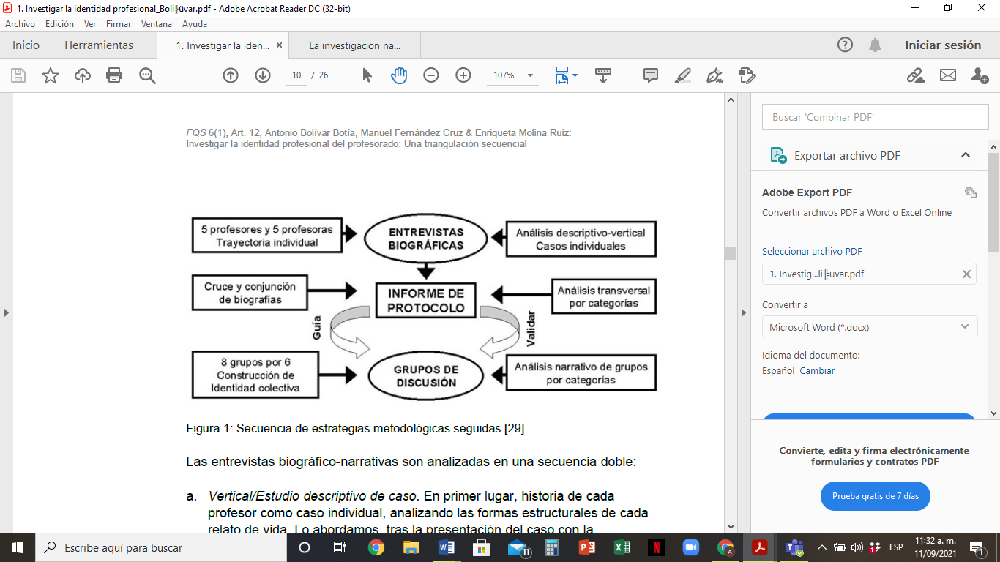 1. Investigar la identidad profesional_Boli╠üvar.pdf - Adobe Acrobat Reader DC (32-bit)
Archivo Edición Ver Firmar Ventana Ayuda
Inicio Herramientas 1. Investigar la iden... × La investigacion na... Iniciar sesión
10 / 26 107%
FQS 6(1), Art. 12, Antonio Bolívar Botía, Manuel Fernández Cruz & Enriqueta Molina Ruiz:
Investigar la identidad profesional del profesorado: Una triangulación secuencial
5 profesores y 5 profesoras
Trayectoria individual
ENTREVISTAS
BIOGRÁFICAS
Análisis descriptivo-vertical
Casos individuales
Cruce y conjunción
de biografías
INFORME DE
PROTOCOLO
Análisis transversal
por categorías
Guía
Validar
8 grupos por 6
Construcción de
Identidad colectiva
GRUPOS DE
DISCUSIÓN
Análisis narrativo de grupos
por categorías
Figura 1: Secuencia de estrategias metodológicas seguidas [29]
Las entrevistas biográfico-narrativas son analizadas en una secuencia doble:
a. Vertical/Estudio descriptivo de caso. En primer lugar, historia de cada
profesor como caso individual, analizando las formas estructurales de cada
relato de vida. Lo abordamos, tras la presentación del caso con la
Buscar 'Combinar PDF'
Exportar archivo PDF
Adobe Export PDF
Convertir archivos PDF a Word o Excel Online
Seleccionar archivo PDF
1. Investig...li╠üvar.pdf
Convertir a
Microsoft Word (*.docx)
Idioma del documento:
Español Cambiar
Convierte, edita y firma electrónicamente
formularios y contratos PDF
Prueba gratis de 7 días
Escribe aquí para buscar
11
ESP
11:32 a. m.
11/09/2021
1